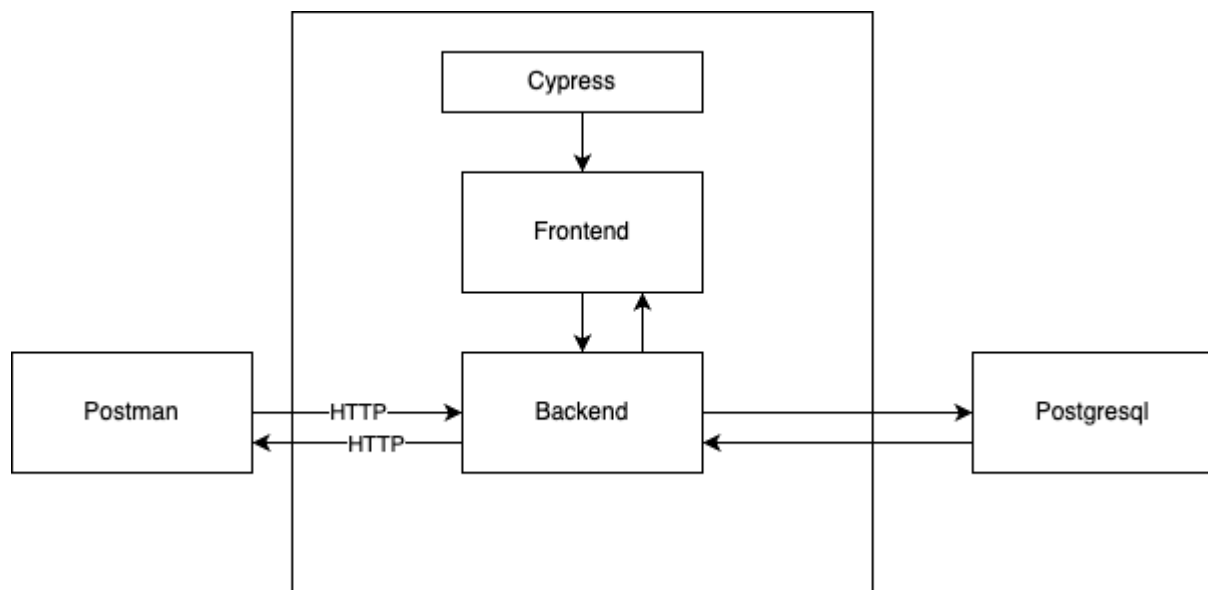 Cypress
Frontend
Postman
HTTP
HTTP
Backend
Postgresql